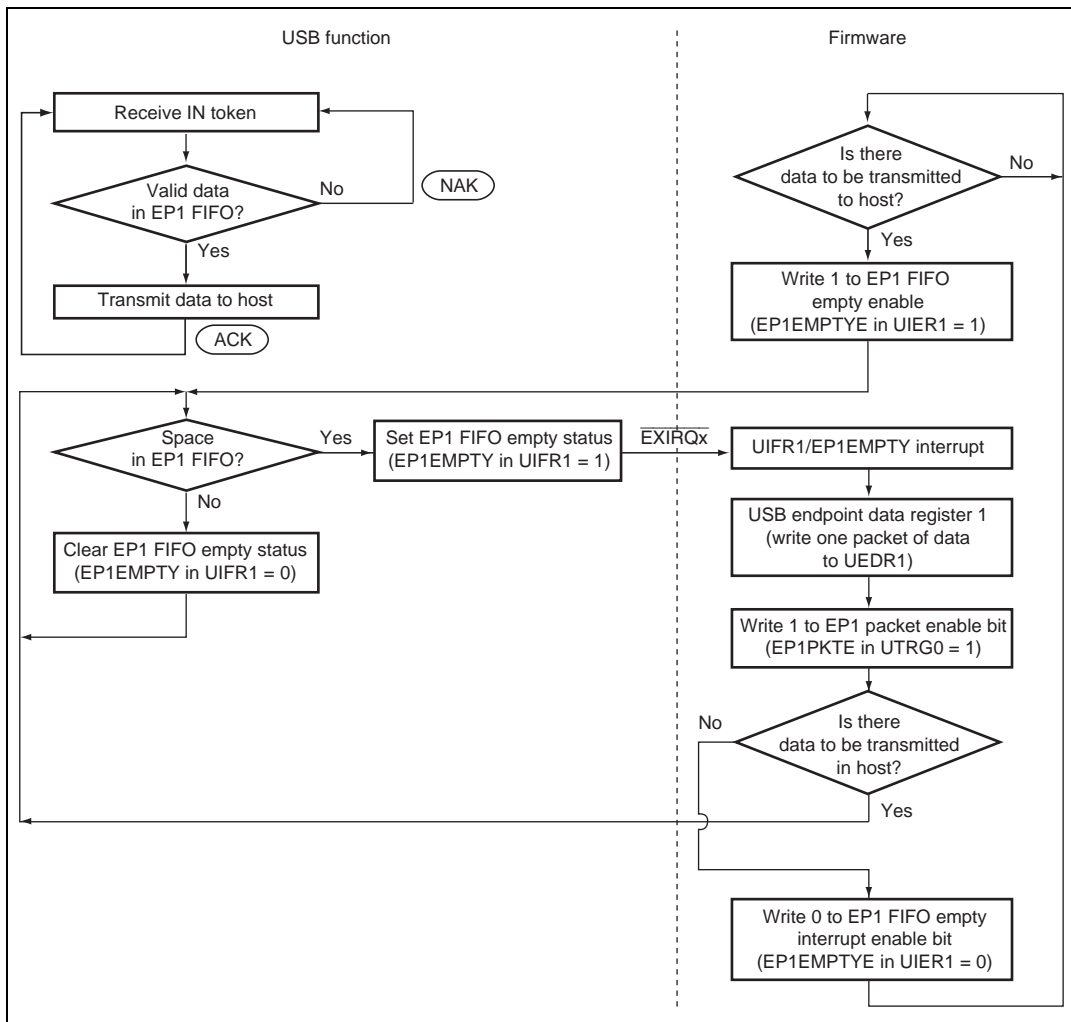 USB function
Firmware
Receive IN token
Valid data
in EP1 FIFO?
No
NAK
Yes
Transmit data to host
ACK
Is there
data to be transmitted
to host?
No
Yes
Write 1 to EP1 FIFO
empty enable
(EP1EMPTYE in UIER1 = 1)
Space
in EP1 FIFO?
Yes
Set EP1 FIFO empty status
(EP1EMPTY in UIFR1 = 1)
EXIRQx
UIFR1/EP1EMPTY interrupt
No
Clear EP1 FIFO empty status
(EP1EMPTY in UIFR1 = 0)
USB endpoint data register 1
(write one packet of data
to UEDR1)
Write 1 to EP1 packet enable bit
(EP1PKTE in UTRG0 = 1)
No
Is there
data to be transmitted
in host?
Yes
Write 0 to EP1 FIFO empty
interrupt enable bit
(EP1EMPTYE in UIER1 = 0)